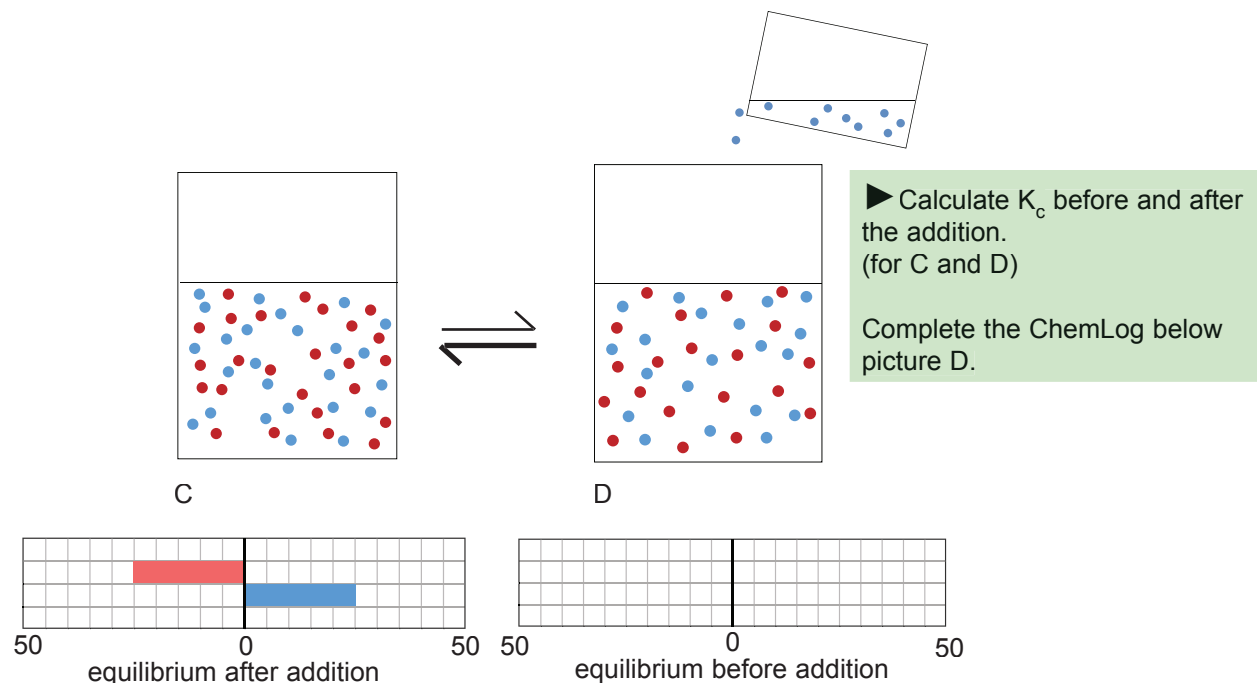 ► Calculate Kc before and after
the addition.
(for C and D)
Complete the ChemLog below
picture D.
C
D
50 0 50
equilibrium after addition
50 0 50
equilibrium before addition